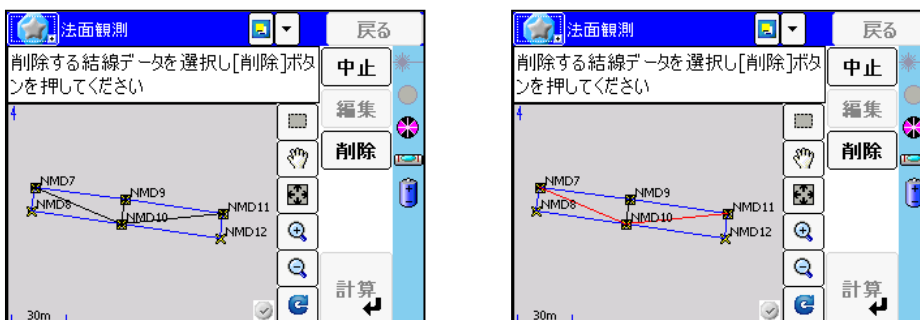 法面観測
戻る
削除する結線データを選択し[削除]ボタ
ンを押してください
中止
編集
削除
4
NMD7
NMD9
NMD8
NMD11
NMD10
NMD12
30m
計算
法面観測
戻る
削除する結線データを選択し[削除]ボタ
ンを押してください
中止
編集
削除
4
NMD7
NMD9
NMD8
NMD11
NMD10
NMD12
30m
計算